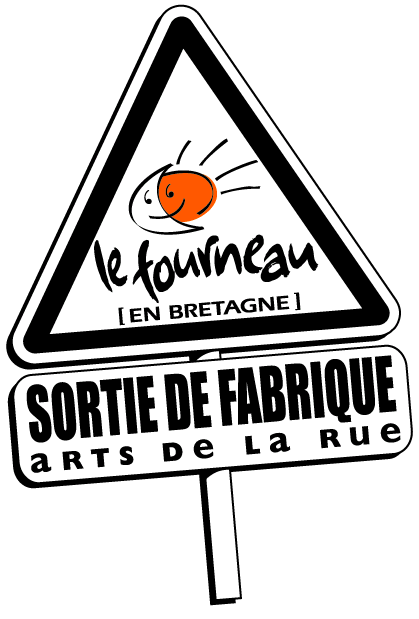 le fourneau
[EN BRETAGNE]
SORTIE DE FABRIQUE
aRTS De La Rue